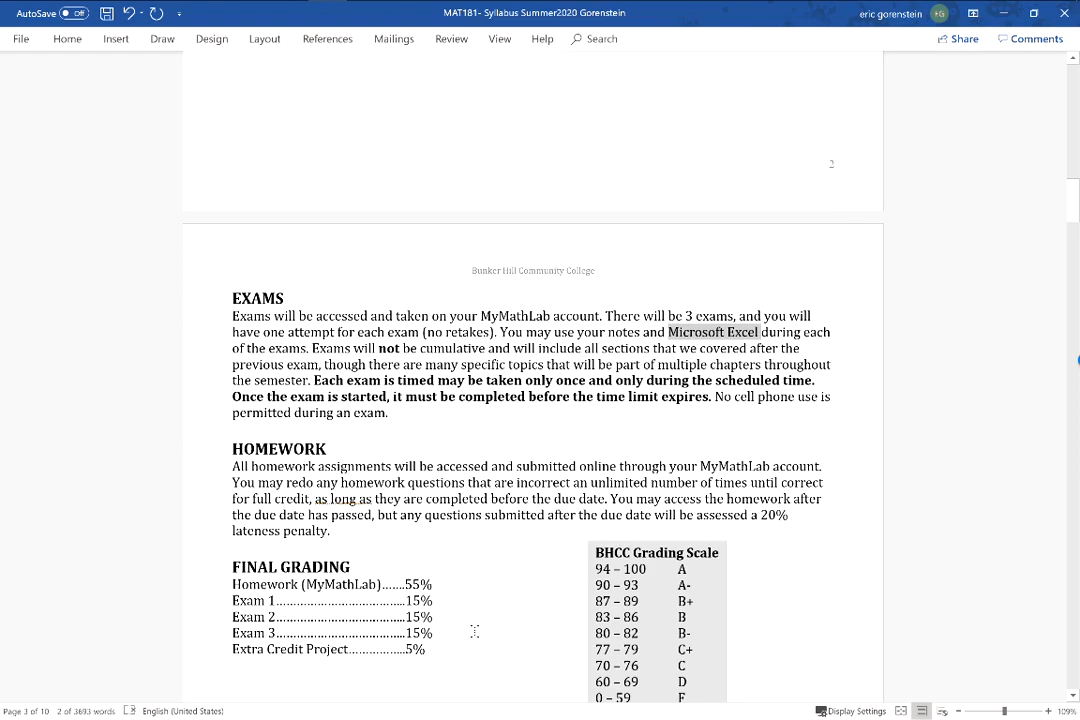 AutoSave Off MAT181- Syllabus Summer2020 Gorenstein eric gorenstein
File Home Insert Draw Design Layout References Mailings Review View Help Search Share Comments
2
Bunker Hill Community College
EXAMS
Exams will be accessed and taken on your MyMathLab account. There will be 3 exams, and you will
have one attempt for each exam (no retakes). You may use your notes and Microsoft Excel during each
of the exams. Exams will not be cumulative and will include all sections that we covered after the
previous exam, though there are many specific topics that will be part of multiple chapters throughout
the semester. Each exam is timed may be taken only once and only during the scheduled time.
Once the exam is started, it must be completed before the time limit expires. No cell phone use is
permitted during an exam.
HOMEWORK
All homework assignments will be accessed and submitted online through your MyMathLab account.
You may redo any homework questions that are incorrect an unlimited number of times until correct
for full credit, as long as they are completed before the due date. You may access the homework after
the due date has passed, but any questions submitted after the due date will be assessed a 20%
lateness penalty.
FINAL GRADING
Homework (MyMathLab).......55%
Exam 1......................................15%
Exam 2......................................15%
Exam 3......................................15%
Extra Credit Project.................5%
BHCC Grading Scale
94 – 100 A
90 – 93 A-
87 – 89 B+
83 – 86 B
80 – 82 B-
77 – 79 C+
70 – 76 C
60 – 69 D
0 – 59 F
Page 3 of 10 2 of 3693 words English (United States) Display Settings 109%